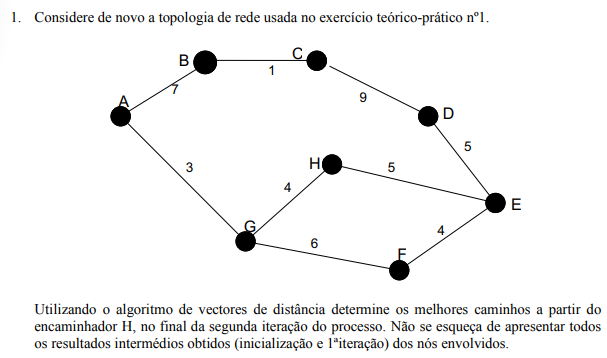 1. Considere de novo a topologia de rede usada no exercício teórico-prático nº1.
B
C
1
A
7
9
D
5
3
H
5
4
E
G
6
4
F
Utilizando o algoritmo de vectores de distância determine os melhores caminhos a partir do
encaminhador H, no final da segunda iteração do processo. Não se esqueça de apresentar todos
os resultados intermédios obtidos (inicialização e 1ªiteração) dos nós envolvidos.